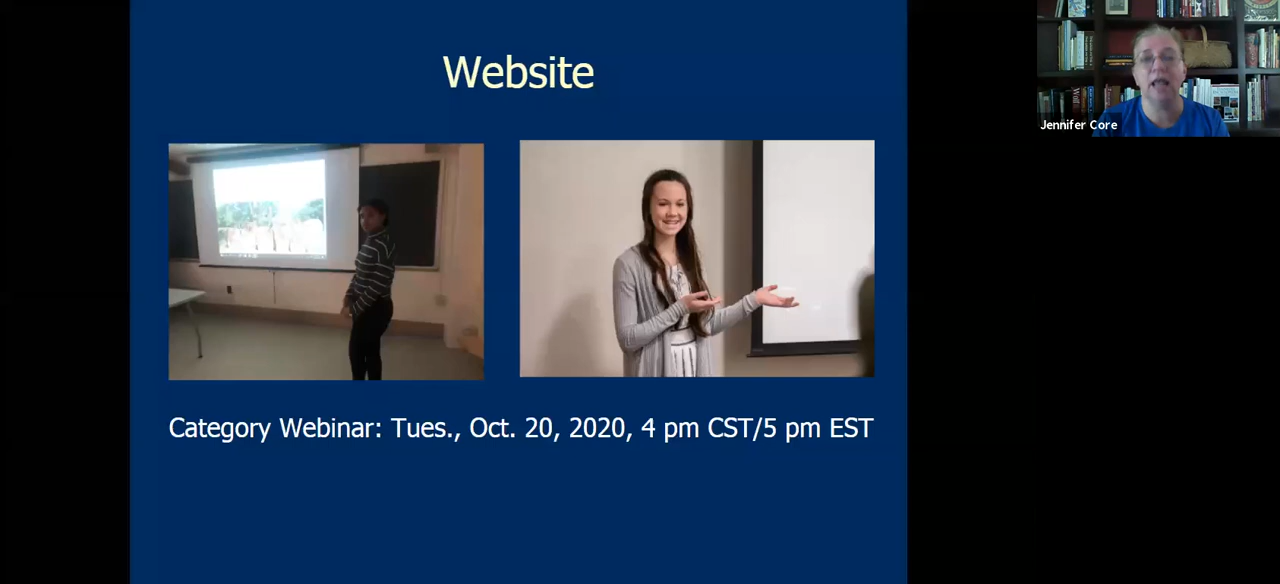 Website
Jennifer Core
Category Webinar: Tues., Oct. 20, 2020, 4 pm CST/5 pm EST